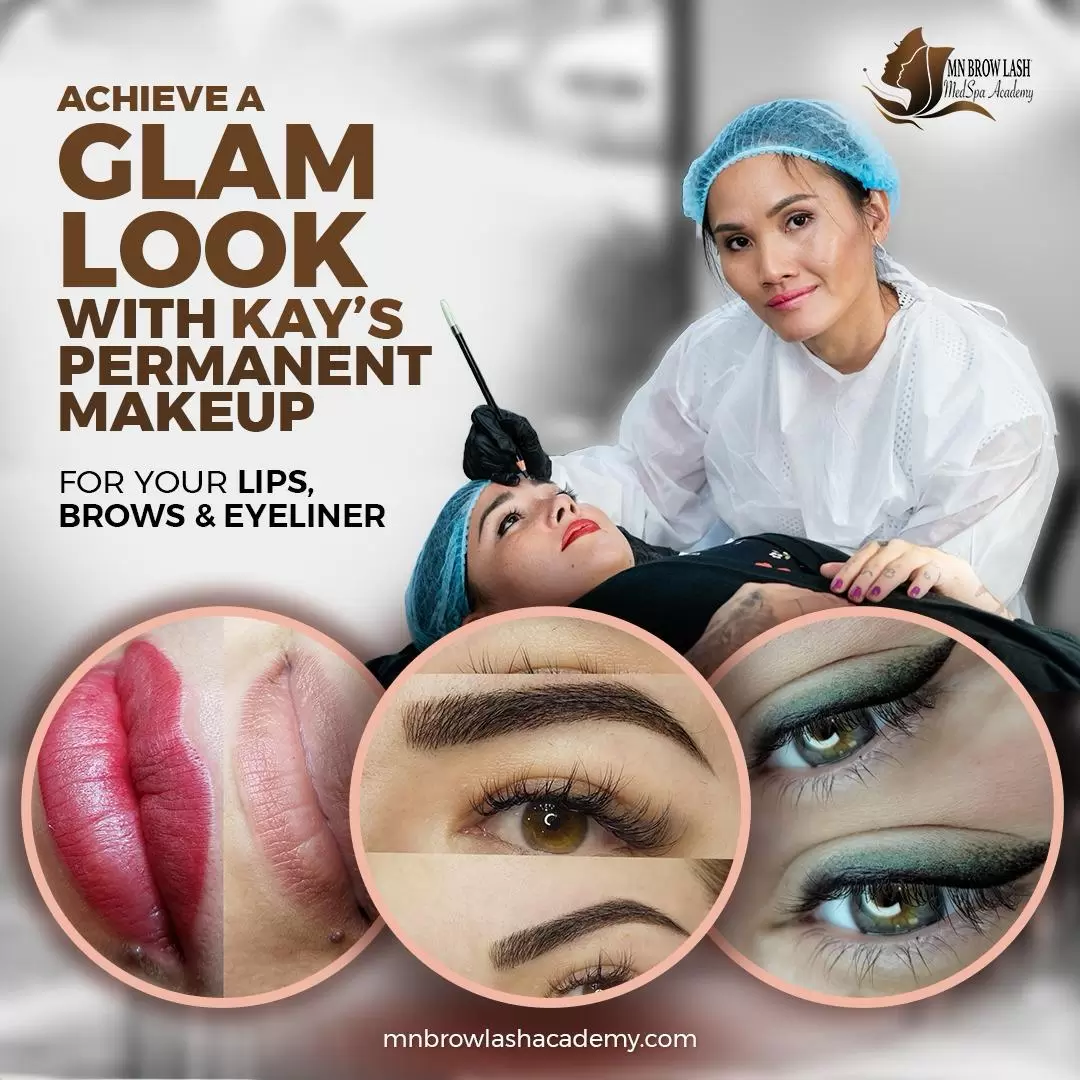 MN BROW LASH
MedSpa Academy
ACHIEVE A
GLAM
LOOK
WITH KAY'S
PERMANENT
MAKEUP
FOR YOUR LIPS,
BROWS & EYELINER
mnbrowlashacademy.com